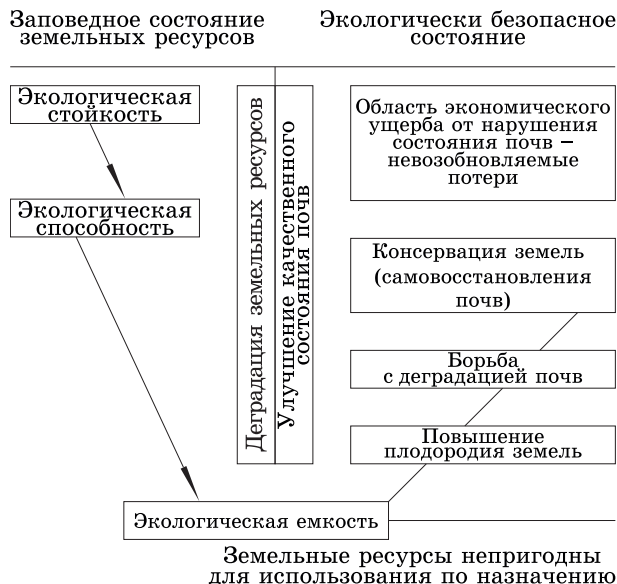 Заповедное состояние
земельных ресурсов
Экологически безопасное
состояние
Экологическая
стойкость
Экологическая
способность
Деградация земельных ресурсов
Улучшение качественного
состояния почв
Область экономического
ущерба от нарушения
состояния почв –
невозобновляемые
потери
Консервация земель
(самовосстановления
почв)
Борьба
с деградацией почв
Повышение
плодородия земель
Экологическая емкость
Земельные ресурсы непригодны
для использования по назначению